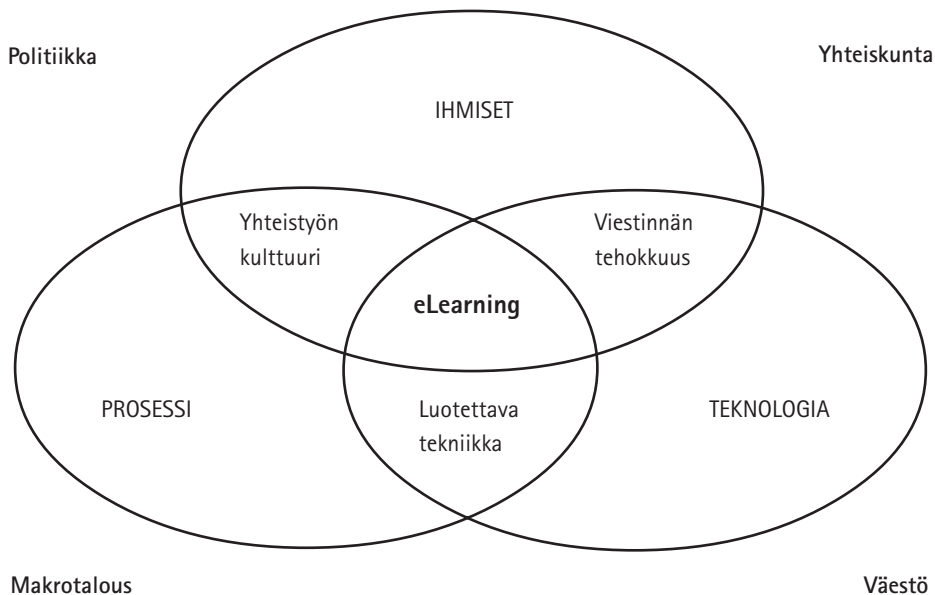 Politiikka
Yhteiskunta
IHMISET
Yhteistyön
kulttuuri
Viestinnän
tehokkuus
eLearning
PROSESSI
Luotettava
tekniikka
TEKNOLOGIA
Makrotalous
Väestö